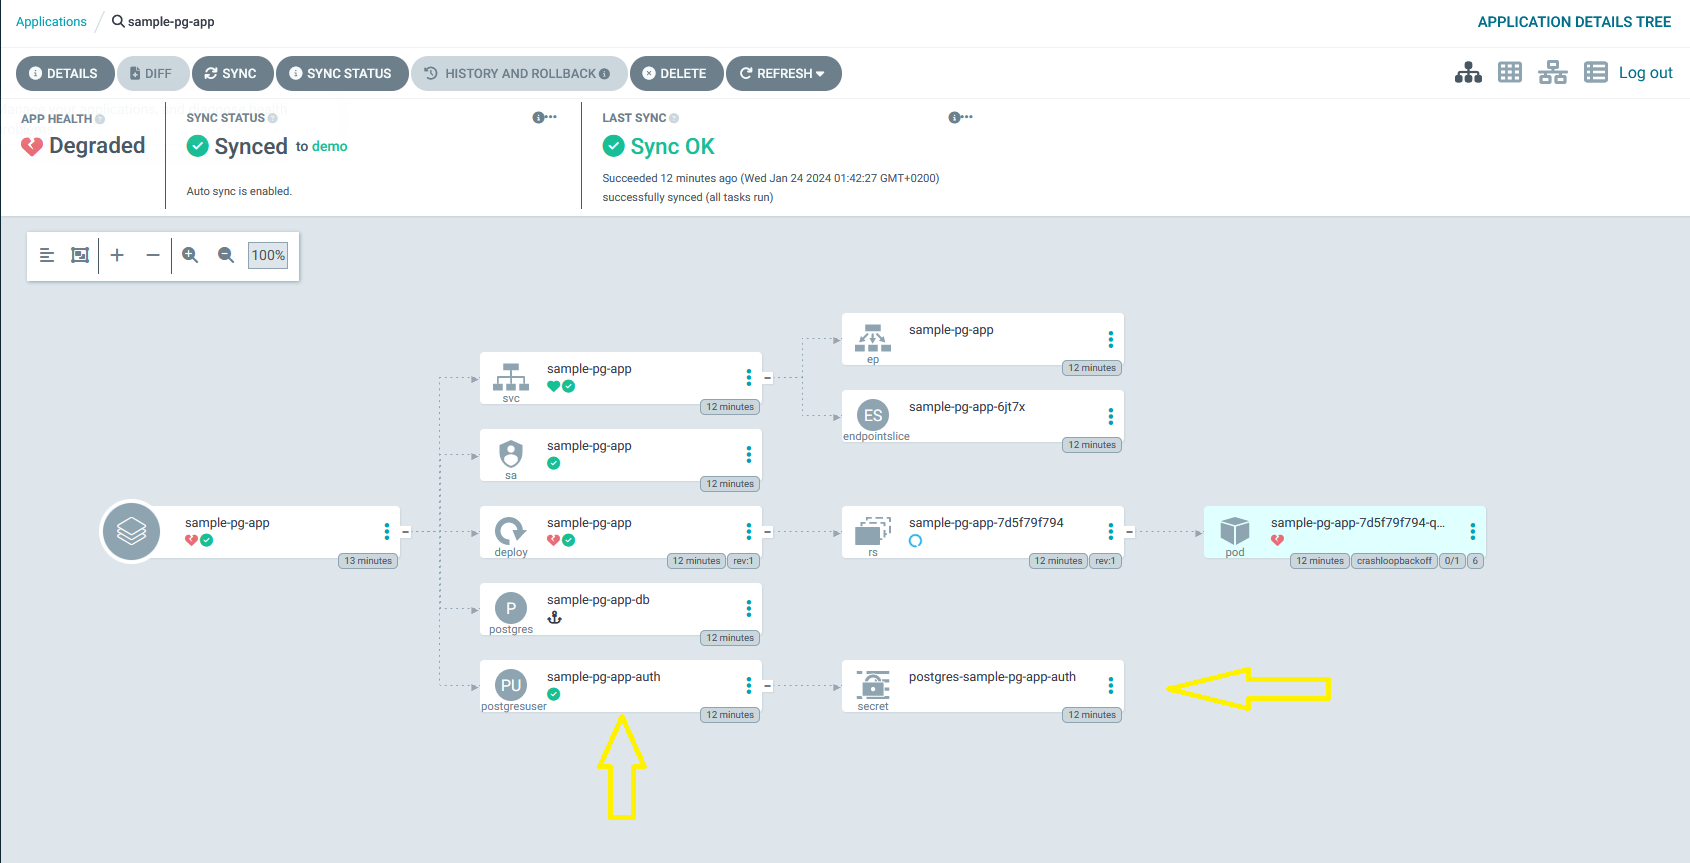 Applications / sample-pg-app
APPLICATION DETAILS TREE
DETAILS
DIFF
SYNC
SYNC STATUS
HISTORY AND ROLLBACK
DELETE
REFRESH
Log out
APP HEALTH
Degraded
SYNC STATUS
Synced to demo
Auto sync is enabled.
LAST SYNC
Sync OK
Succeeded 12 minutes ago (Wed Jan 24 2024 01:42:27 GMT+0200)
successfully synced (all tasks run)
100%
sample-pg-app
13 minutes
sample-pg-app
svc
12 minutes
sample-pg-app
ep
12 minutes
sample-pg-app-6jt7x
ES
endpointslice
12 minutes
sample-pg-app
sa
12 minutes
sample-pg-app
deploy
12 minutes rev:1
sample-pg-app-7d5f79f794
rs
12 minutes rev:1
sample-pg-app-7d5f79f794-q...
pod
12 minutes crashloopbackoff 0/1 6
sample-pg-app-db
P
postgres
12 minutes
sample-pg-app-auth
PU
postgresuser
12 minutes
postgres-sample-pg-app-auth
secret
12 minutes